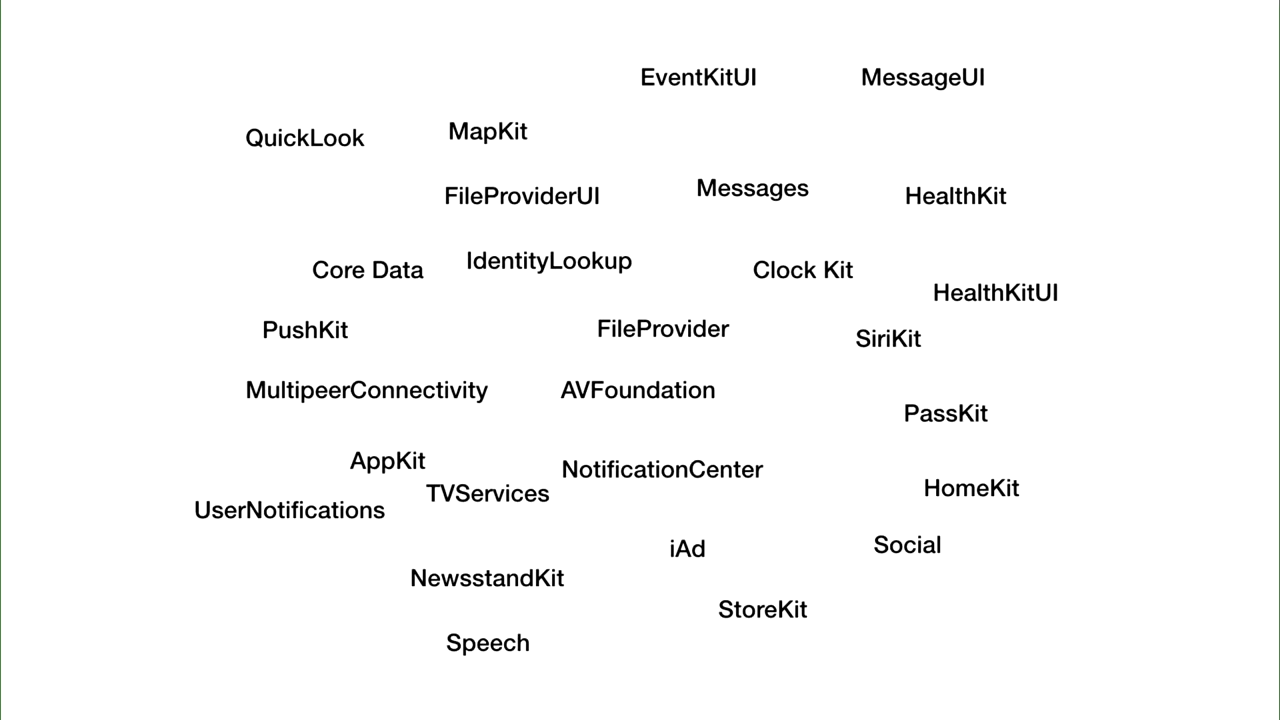 EventKitUI
MessageUI
QuickLook
MapKit
FileProviderUI
Messages
HealthKit
Core Data
IdentityLookup
Clock Kit
HealthKitUI
PushKit
FileProvider
SiriKit
MultipeerConnectivity
AVFoundation
PassKit
AppKit
NotificationCenter
TVServices
HomeKit
UserNotifications
iAd
Social
NewsstandKit
StoreKit
Speech